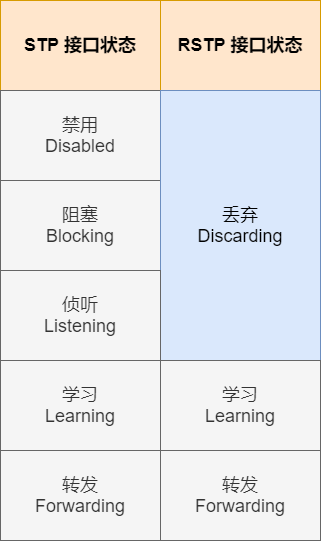 STP 接口状态
RSTP 接口状态
禁用
Disabled
阻塞
Blocking
丢弃
Discarding
侦听
Listening
学习
Learning
学习
Learning
转发
Forwarding
转发
Forwarding